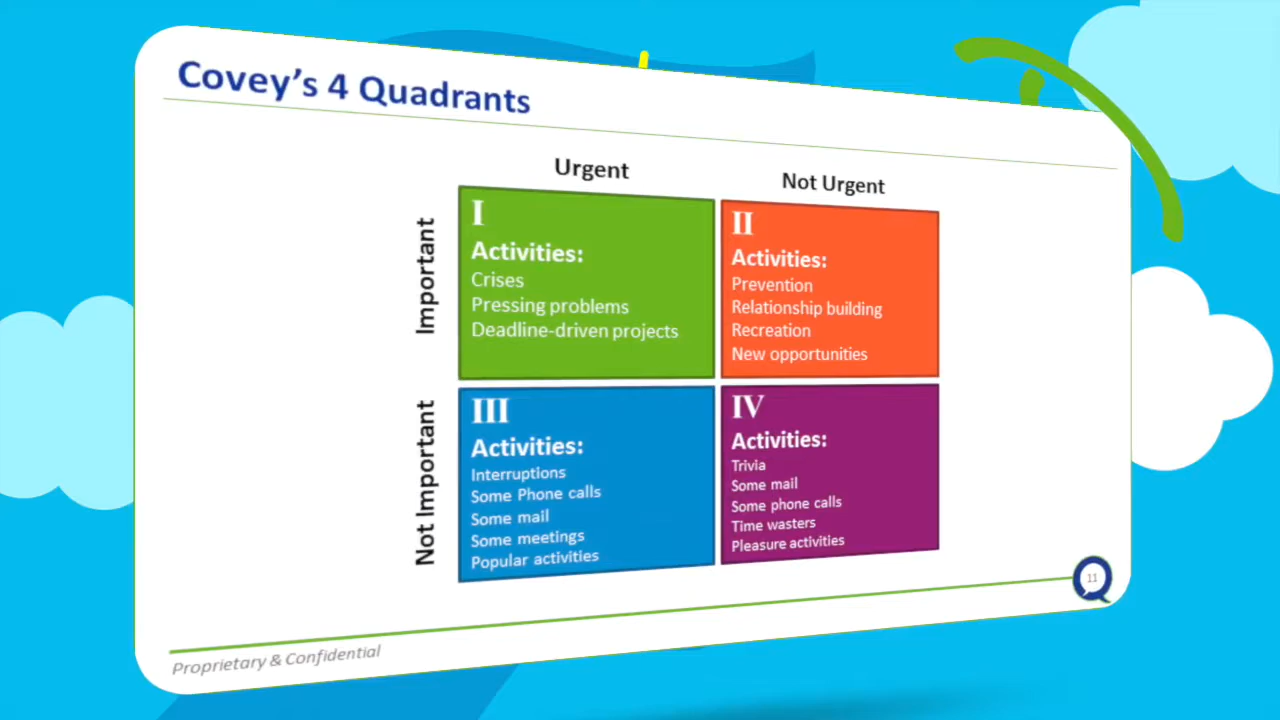 Covey's 4 Quadrants
Urgent
Not Urgent
Important
I
Activities:
Crises
Pressing problems
Deadline-driven projects
II
Activities:
Prevention
Relationship building
Recreation
New opportunities
Not Important
III
Activities:
Interruptions
Some Phone calls
Some mail
Some meetings
Popular activities
IV
Activities:
Trivia
Some mail
Some phone calls
Time wasters
Pleasure activities
11
Proprietary & Confidential